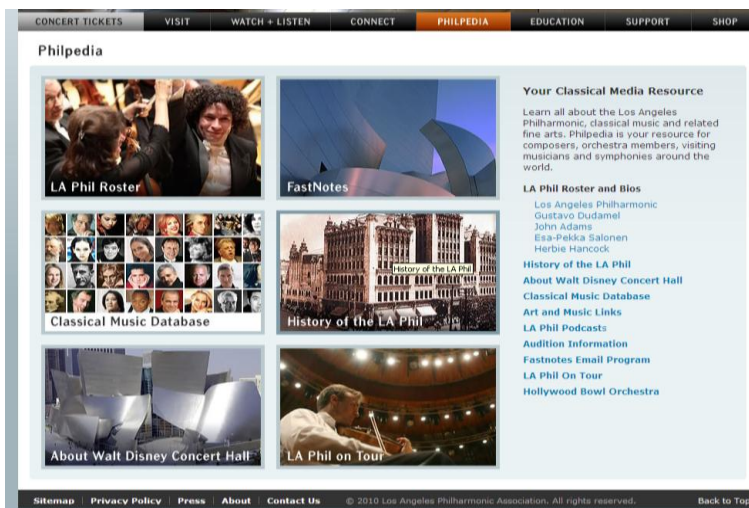 CONCERT TICKETS VISIT WATCH + LISTEN CONNECT PHILPEDIA EDUCATION SUPPORT SHOP
Philpedia
LA Phil Roster
FastNotes
Classical Music Database
History of the LA Phil
History of the LA Phil
About Walt Disney Concert Hall
LA Phil on Tour
Your Classical Media Resource
Learn all about the Los Angeles
Philharmonic, classical music and related
fine arts. Philpedia is your resource for
composers, orchestra members, visiting
musicians and symphonies around the
world.
LA Phil Roster and Bios
Los Angeles Philharmonic
Gustavo Dudamel
John Adams
Esa-Pekka Salonen
Herbie Hancock
History of the LA Phil
About Walt Disney Concert Hall
Classical Music Database
Art and Music Links
LA Phil Podcasts
Audition Information
Fastnotes Email Program
LA Phil On Tour
Hollywood Bowl Orchestra
Sitemap Privacy Policy Press About Contact Us © 2010 Los Angeles Philharmonic Association. All rights reserved. Back to Top